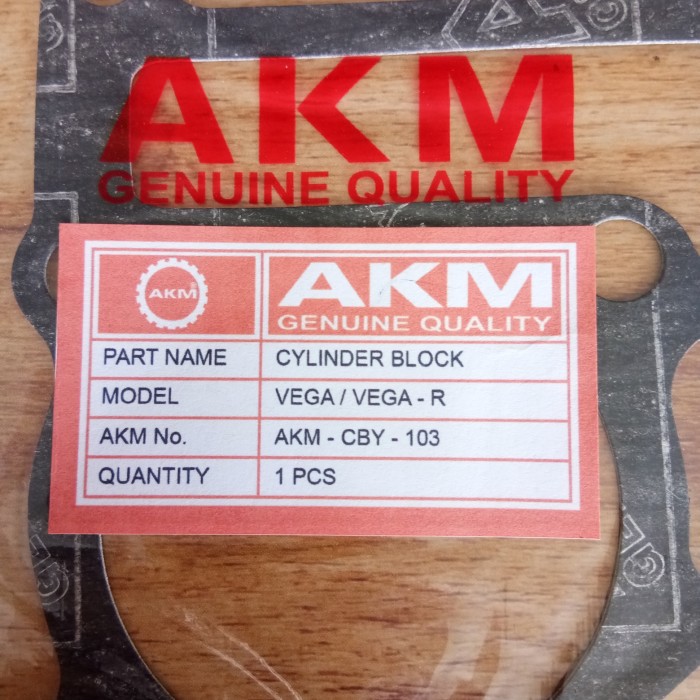 AKM
GENUINE QUALITY
AKM
AKM
GENUINE QUALITY
PART NAME CYLINDER BLOCK
MODEL VEGA / VEGA - R
AKM No. AKM - CBY - 103
QUANTITY 1 PCS